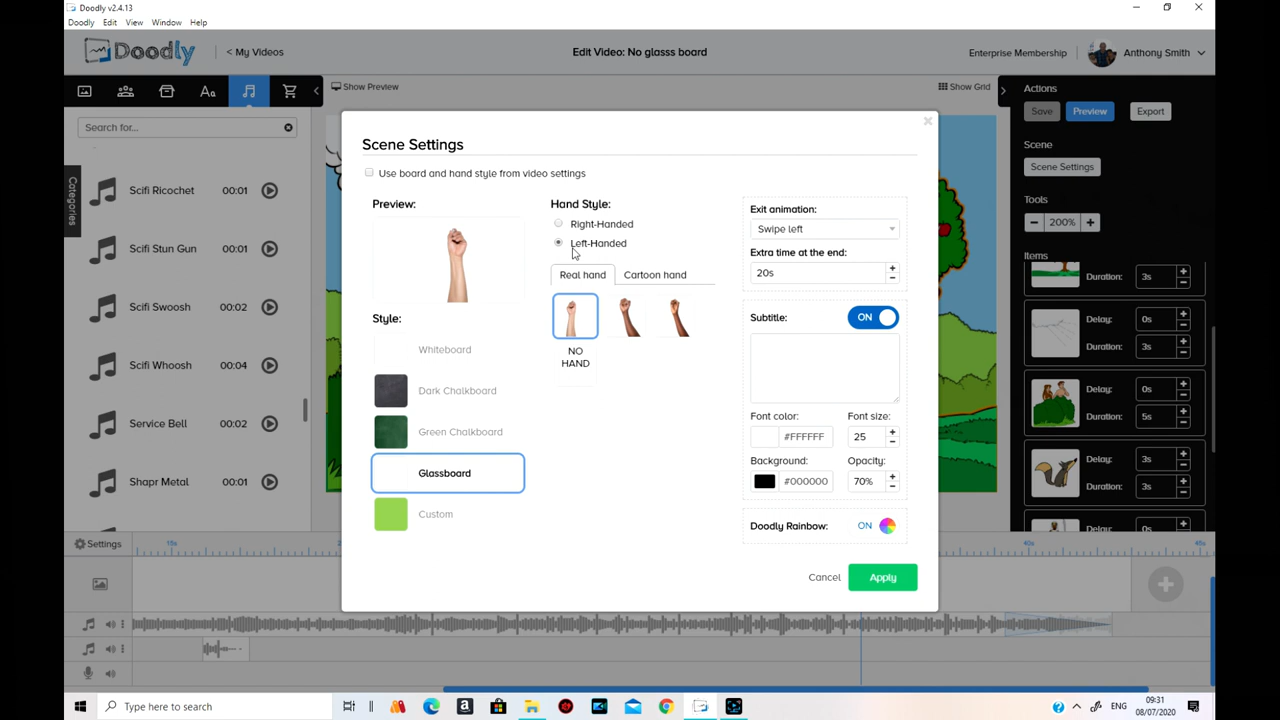 Doodly v2.4.13
Doodly Edit View Window Help
Doodly
< My Videos
Edit Video: No glasss board
Enterprise Membership
Anthony Smith
Show Preview
Show Grid
Actions
Save
Preview
Export
Search for...
Categories
Scifi Ricochet 00:01
Scifi Stun Gun 00:01
Scifi Swoosh 00:02
Scifi Whoosh 00:04
Service Bell 00:02
Shapr Metal 00:01
Scene Settings
Use board and hand style from video settings
Preview:
Style:
Whiteboard
Dark Chalkboard
Green Chalkboard
Glassboard
Custom
Hand Style:
Right-Handed
Left-Handed
Real hand
Cartoon hand
NO
HAND
Exit animation:
Swipe left
Extra time at the end:
20s
Subtitle:
ON
Font color:
Font size:
#FFFFFF
25
Background:
Opacity:
#000000
70%
Doodly Rainbow:
ON
Cancel
Apply
Scene
Scene Settings
Tools
200%
Items
Duration: 3s
Delay: 0s
Duration: 3s
Delay: 0s
Duration: 5s
Delay: 3s
Duration: 3s
Delay: 0s
Settings
15s
40s
45s
Type here to search
ENG
09:31
08/07/2020